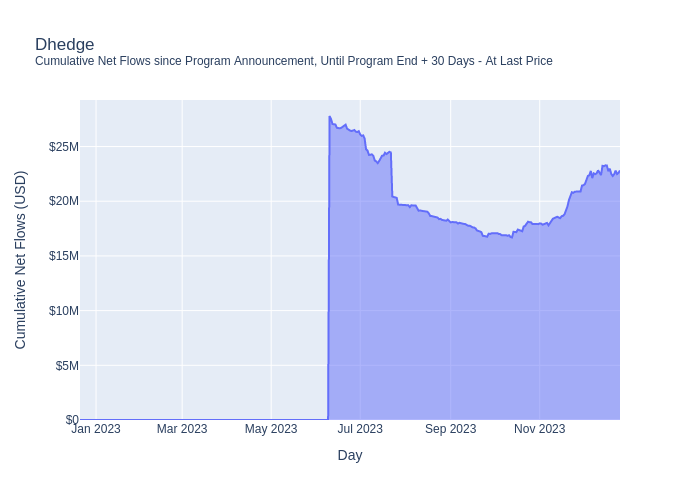 Dhedge
Cumulative Net Flows since Program Announcement, Until Program End + 30 Days - At Last Price
Cumulative Net Flows (USD)
$25M
$20M
$15M
$10M
$5M
$0
Jan 2023
Mar 2023
May 2023
Jul 2023
Sep 2023
Nov 2023
Day